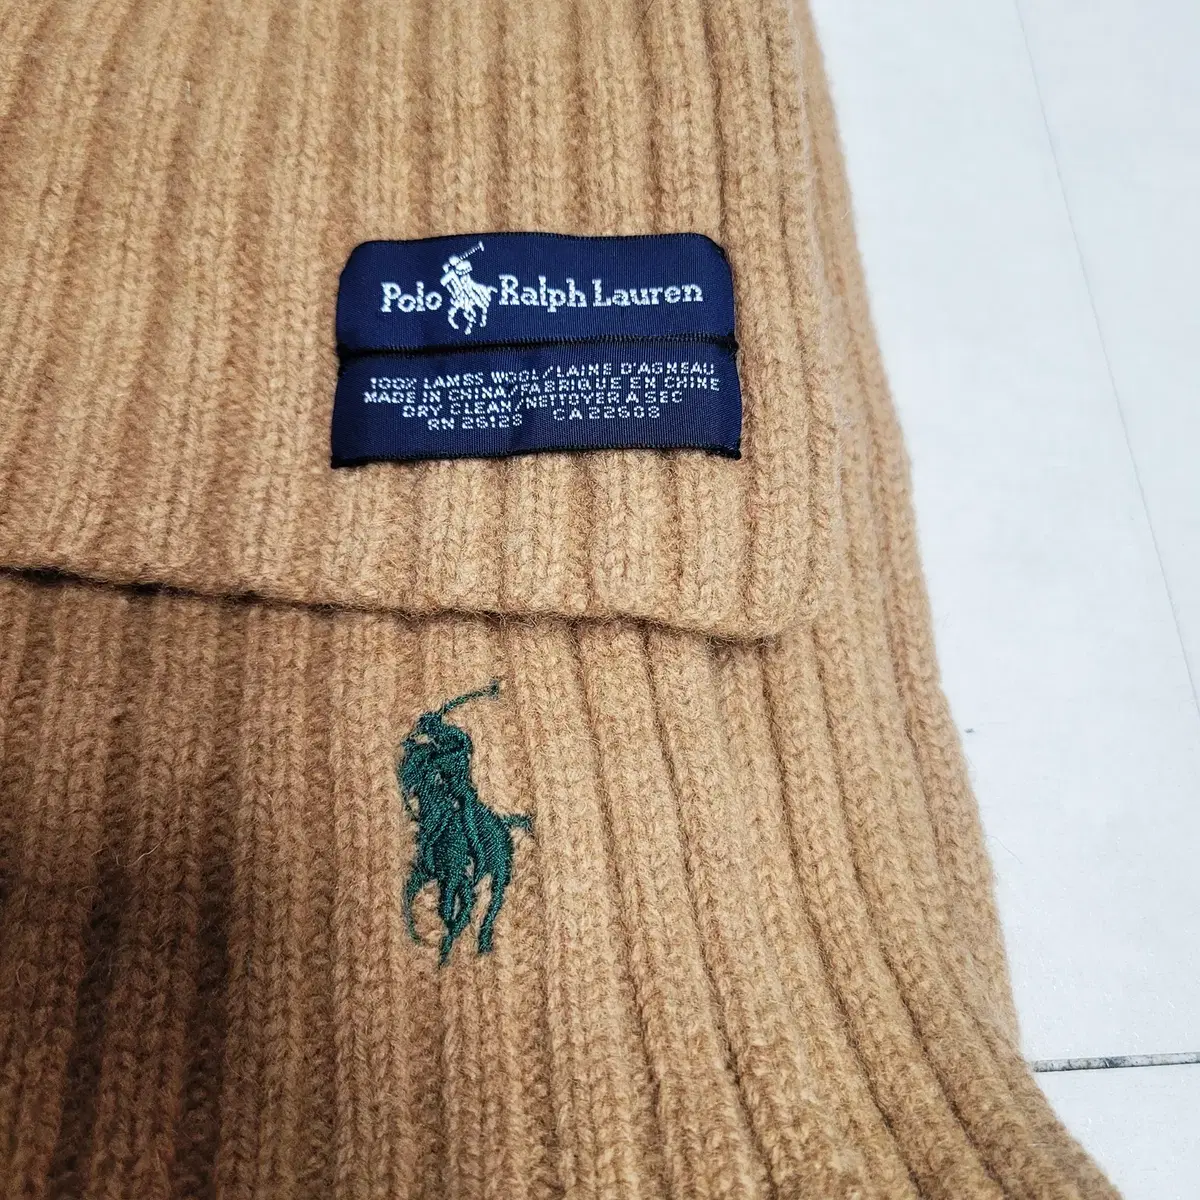 Polo Ralph Lauren
100% LAMBS WOOL/LAINE D'AGNEAU
MADE IN CHINA/FABRIQUE EN CHINE
DRY CLEAN/NETTOYER A SEC
RN 26128 CA 22608